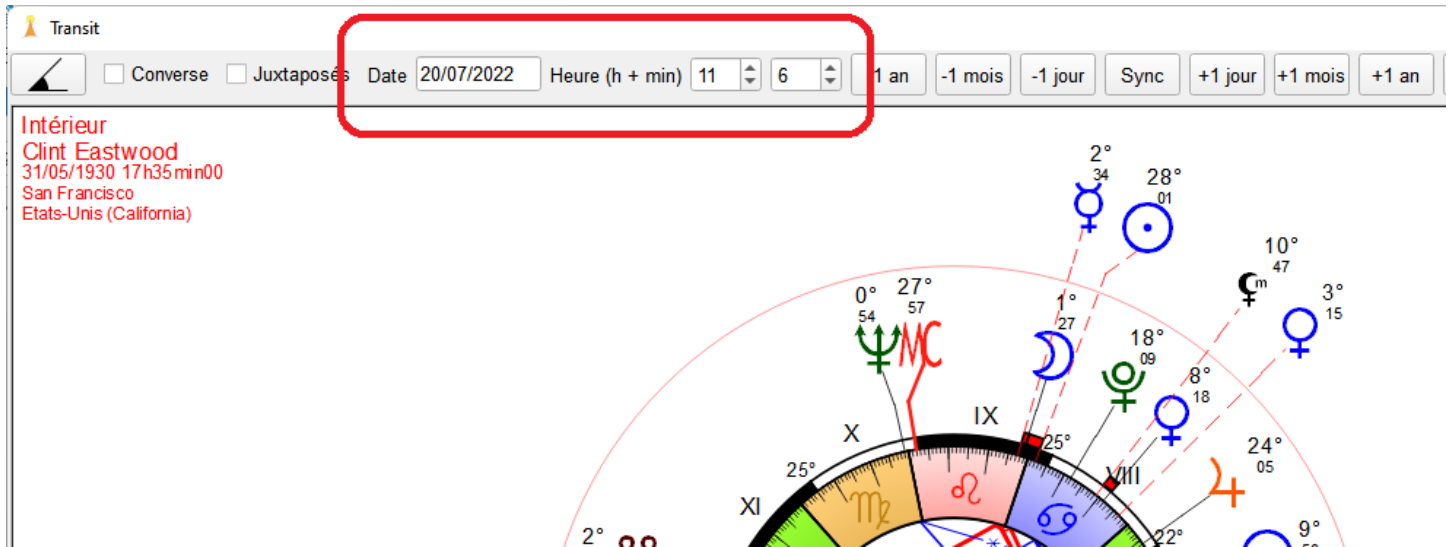 Transit
Converse Juxtaposés Date 20/07/2022 Heure (h + min) 11 6 1 an -1 mois -1 jour Sync +1 jour +1 mois +1 an
Intérieur
Clint Eastwood
31/05/1930 17h35min00
San Francisco
Etats-Unis (California)
2°
34
28°
01
10°
47
m
3°
15
0°
54
27°
57
MC
1°
27
18°
09
8°
18
IX
X
25°
VIII
24°
05
25°
XI
2°
22°
9°